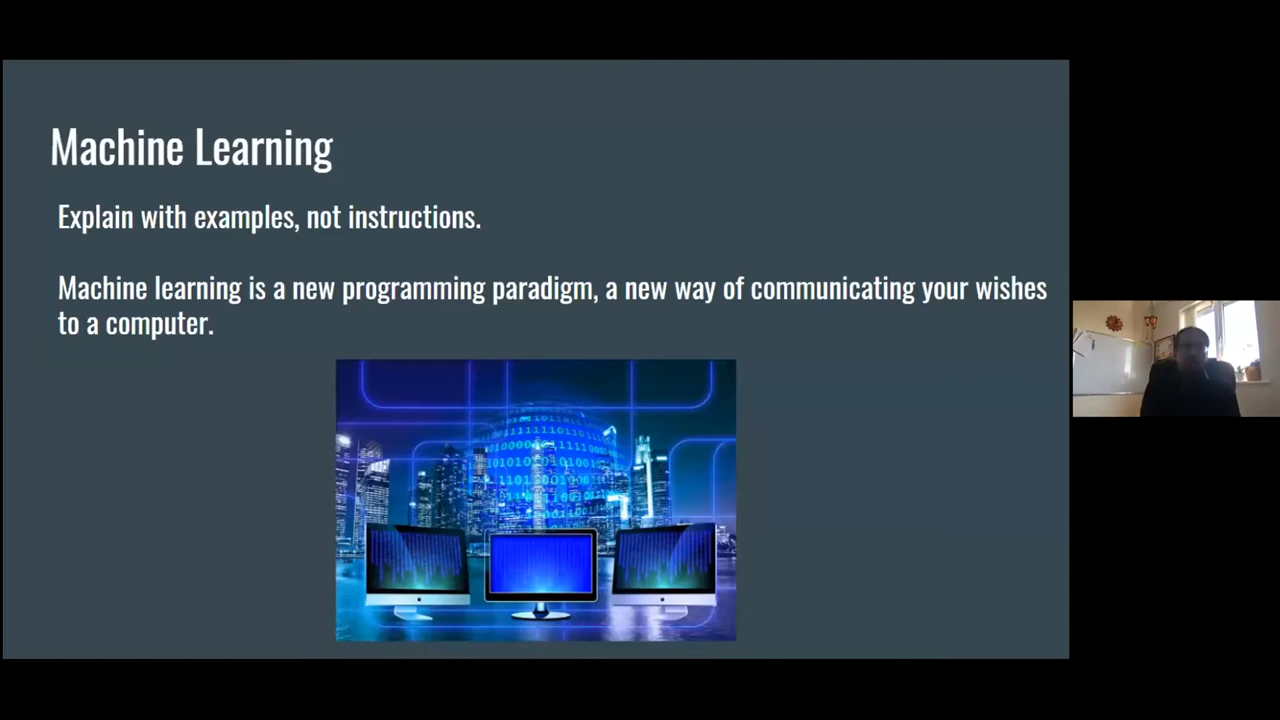 Machine Learning
Explain with examples, not instructions.
Machine learning is a new programming paradigm, a new way of communicating your wishes
to a computer.